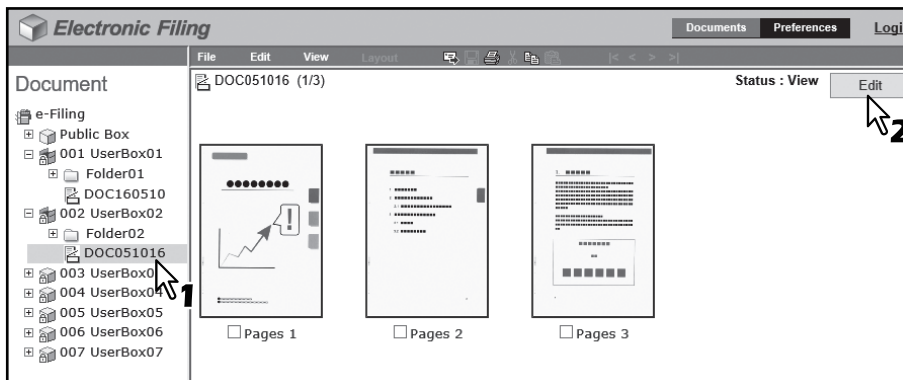 Electronic Filing
Documents Preferences Logi
File Edit View Layout |< < > >|
Document
DOC051016 (1/3) Status : View Edit
e-Filing
Public Box
001 UserBox01
Folder01
DOC160510
002 UserBox02
Folder02
DOC051016
003 UserBox0
004 UserBox04
005 UserBox05
006 UserBox06
007 UserBox07
1
2
Pages 1 Pages 2 Pages 3